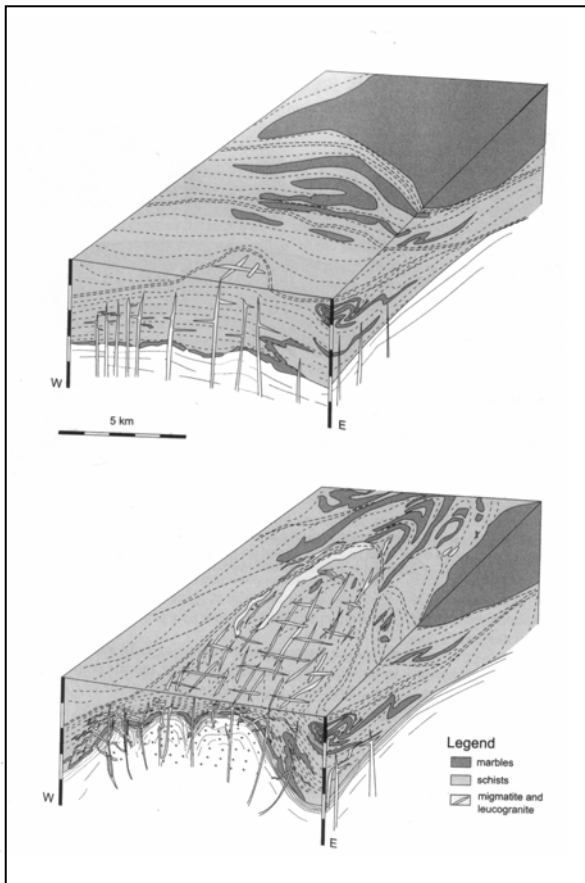 W
E
5 km
W
E
Legend
marbles
schists
migmatite and
leucogranite